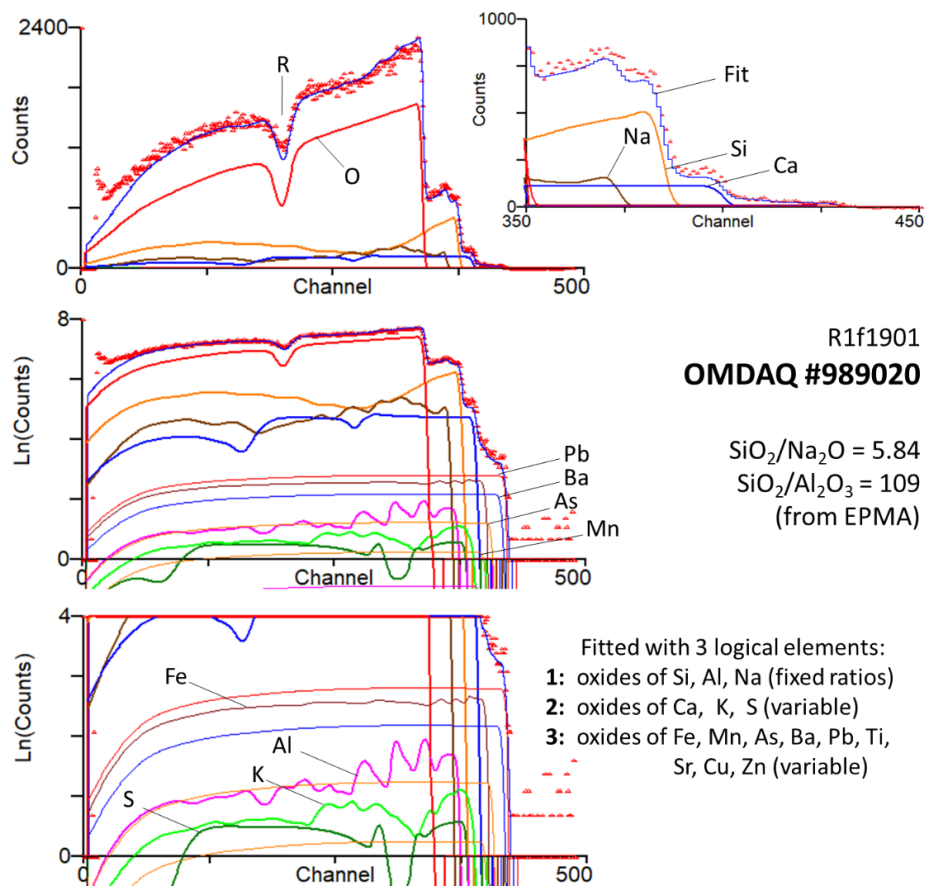 2400
Counts
R
O
0
0
Channel
500
1000
Counts
Fit
Na
Si
Ca
0
350
Channel
450
8
Ln(Counts)
Pb
Ba
As
Mn
0
0
Channel
500
R1f1901
OMDAQ #989020
SiO₂/Na₂O = 5.84
SiO₂/Al₂O₃ = 109
(from EPMA)
4
Ln(Counts)
Fe
Al
K
S
0
0
Channel
500
Fitted with 3 logical elements:
1: oxides of Si, Al, Na (fixed ratios)
2: oxides of Ca, K, S (variable)
3: oxides of Fe, Mn, As, Ba, Pb, Ti,
Sr, Cu, Zn (variable)